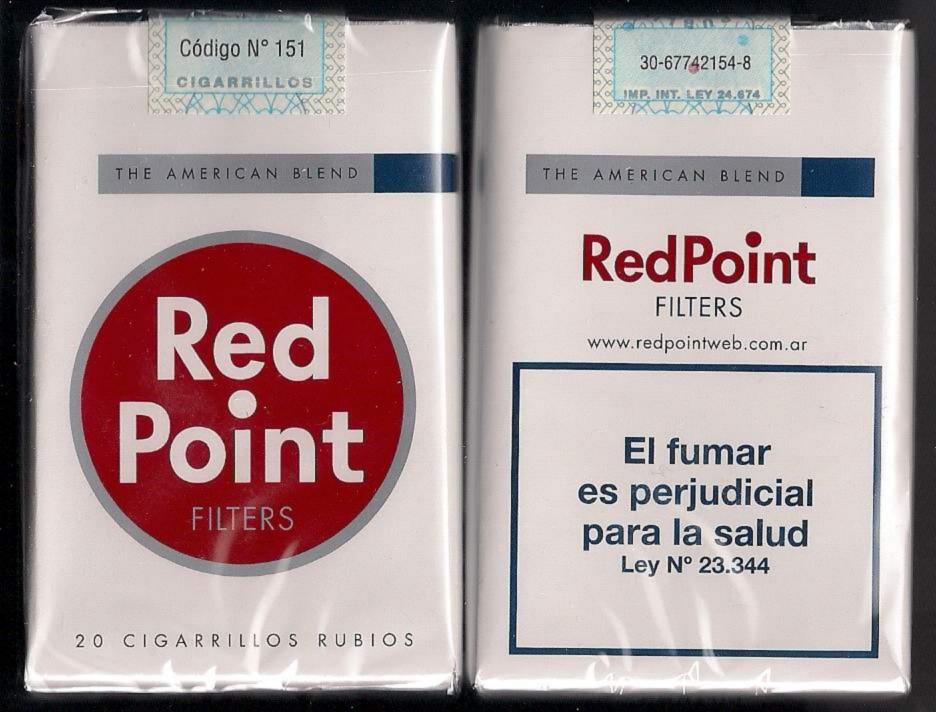 Código N° 151
CIGARRILLOS
THE AMERICAN BLEND
Red
Point
FILTERS
20 CIGARRILLOS RUBIOS
30-67742154-8
IMP. INT. LEY 24.674
THE AMERICAN BLEND
RedPoint
FILTERS
www.redpointweb.com.ar
El fumar
es perjudicial
para la salud
Ley Nº 23.344